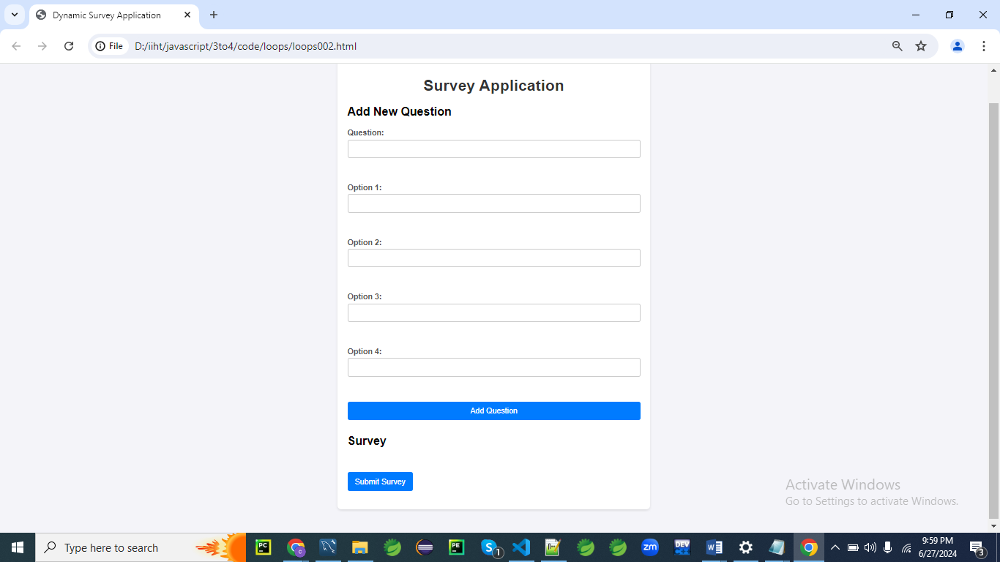 Dynamic Survey Application
File
D:/iiht/javascript/3to4/code/loops/loops002.html
Survey Application
Add New Question
Question:
Option 1:
Option 2:
Option 3:
Option 4:
Add Question
Survey
Submit Survey
Activate Windows
Go to Settings to activate Windows.
Type here to search
PC
C
PE
S
1
zm
DEV
W
9:59 PM
6/27/2024
3